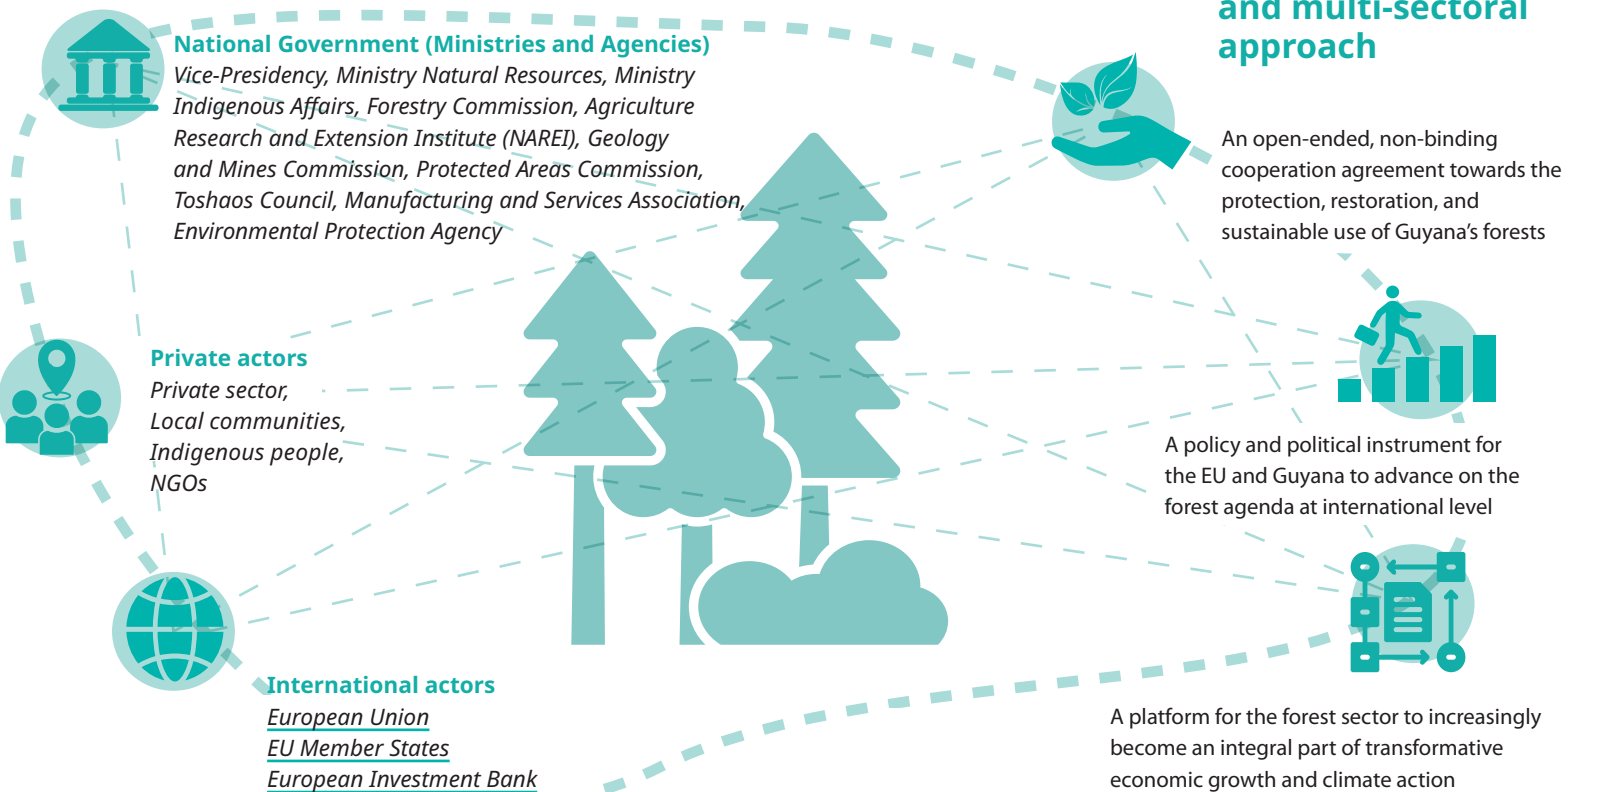 and multi-sectoral
approach
National Government (Ministries and Agencies)
Vice-Presidency, Ministry Natural Resources, Ministry
Indigenous Affairs, Forestry Commission, Agriculture
Research and Extension Institute (NAREI), Geology
and Mines Commission, Protected Areas Commission,
Toshaos Council, Manufacturing and Services Association,
Environmental Protection Agency
An open-ended, non-binding
cooperation agreement towards the
protection, restoration, and
sustainable use of Guyana's forests
Private actors
Private sector,
Local communities,
Indigenous people,
NGOs
A policy and political instrument for
the EU and Guyana to advance on the
forest agenda at international level
International actors
European Union
EU Member States
European Investment Bank
A platform for the forest sector to increasingly
become an integral part of transformative
economic growth and climate action